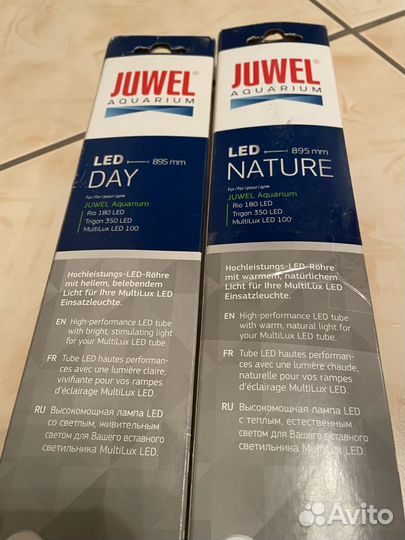 JUWEL®
AQUARIUM
LED 895 mm
DAY
für/for/pour/для
JUWEL Aquarium
Rio 180 LED
Trigon 350 LED
MultiLux LED 100
Hochleistungs-LED-Röhre
mit hellem, belebendem
Licht für Ihre MultiLux LED
Einsatzleuchte.
EN High-performance LED tube
with bright, stimulating light
for your MultiLux LED tube.
FR Tube LED hautes performan-
ces avec une lumière claire,
vivifiante pour vos rampes
d'éclairage MultiLux LED.
RU Высокомощная лампа LED
со светлым, живительным
светом для Вашего вставного
светильника MultiLux LED.
JUWEL®
AQUARIUM
LED 895 mm
NATURE
für/for/pour/для
JUWEL Aquarium
Rio 180 LED
Trigon 350 LED
MultiLux LED 100
Hochleistungs-LED-Röhre
mit warmem, natürlichem
Licht für Ihre MultiLux LED
Einsatzleuchte.
EN High-performance LED tube
with warm, natural light for
your MultiLux LED tube.
FR Tube LED hautes performan-
ces avec une lumière chaude,
naturelle pour vos rampes
d'éclairage MultiLux LED.
RU Высокомощная лампа LED
с теплым, естественным
светом для Вашего вставного
светильника MultiLux LED
Avito